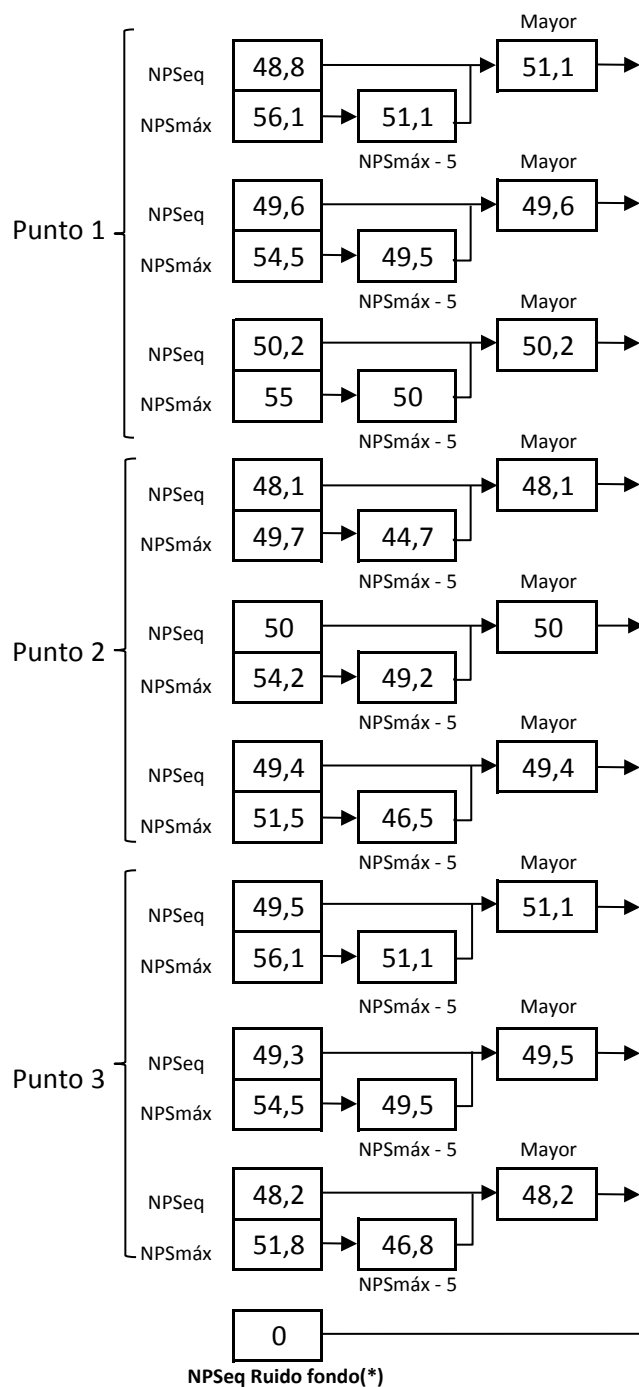 Mayor
NPSeq 48,8 51,1
NPSmáx 56,1 51,1
NPSmáx - 5
Mayor
Punto 1
NPSeq 49,6 49,6
NPSmáx 54,5 49,5
NPSmáx - 5
Mayor
NPSeq 50,2 50,2
NPSmáx 55 50
NPSmáx - 5
Mayor
NPSeq 48,1 48,1
NPSmáx 49,7 44,7
NPSmáx - 5
Mayor
Punto 2
NPSeq 50 50
NPSmáx 54,2 49,2
NPSmáx - 5
Mayor
NPSeq 49,4 49,4
NPSmáx 51,5 46,5
NPSmáx - 5
Mayor
NPSeq 49,5 51,1
NPSmáx 56,1 51,1
NPSmáx - 5
Mayor
Punto 3
NPSeq 49,3 49,5
NPSmáx 54,5 49,5
NPSmáx - 5
Mayor
NPSeq 48,2 48,2
NPSmáx 51,8 46,8
NPSmáx - 5
0
NPSeq Ruido fondo(*)